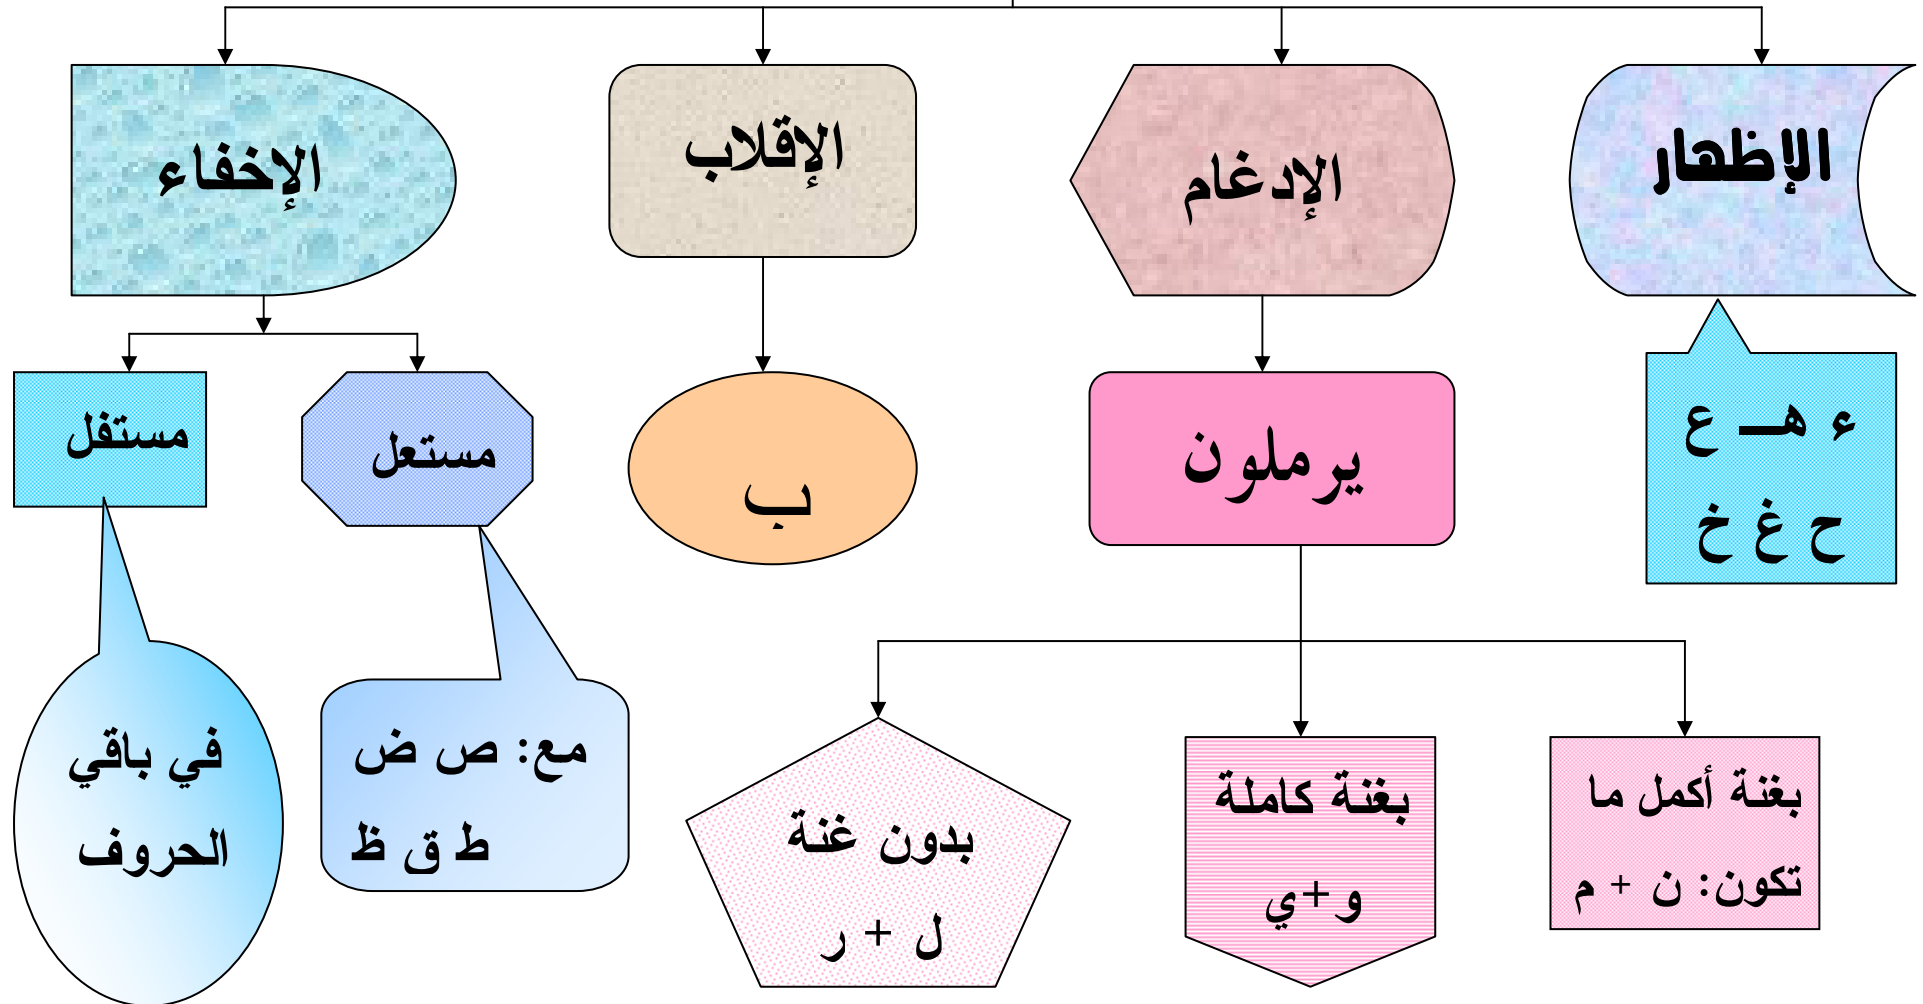 الإظهار
الإدغام
الإقلاب
الإخفاء
ء هـ ع
ح غ خ
يرملون
ب
مستعل
مستفل
بغنة أكمل ما
تكون: ن + م
بغنة كاملة
و+ي
بدون غنة
ل + ر
مع: ص ض
ط ق ظ
في باقي
الحروف